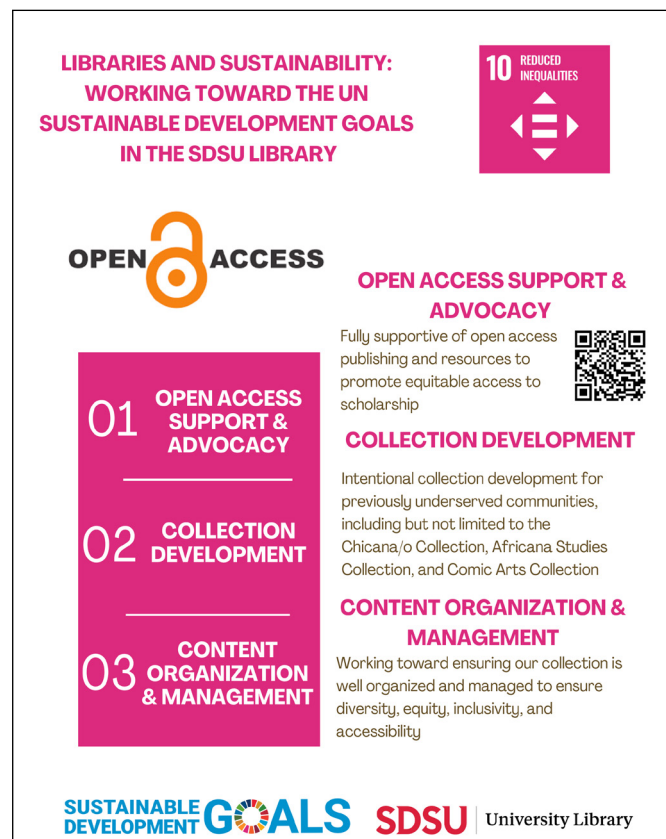 LIBRARIES AND SUSTAINABILITY:
WORKING TOWARD THE UN
SUSTAINABLE DEVELOPMENT GOALS
IN THE SDSU LIBRARY
10 REDUCED
INEQUALITIES
OPEN ACCESS
01
OPEN ACCESS
SUPPORT &
ADVOCACY
02
COLLECTION
DEVELOPMENT
03
CONTENT
ORGANIZATION
& MANAGEMENT
OPEN ACCESS SUPPORT &
ADVOCACY
Fully supportive of open access
publishing and resources to
promote equitable access to
scholarship
COLLECTION DEVELOPMENT
Intentional collection development for
previously underserved communities,
including but not limited to the
Chicana/o Collection, Africana Studies
Collection, and Comic Arts Collection
CONTENT ORGANIZATION &
MANAGEMENT
Working toward ensuring our collection is
well organized and managed to ensure
diversity, equity, inclusivity, and
accessibility
SUSTAINABLE
DEVELOPMENT GOALS
SDSU University Library